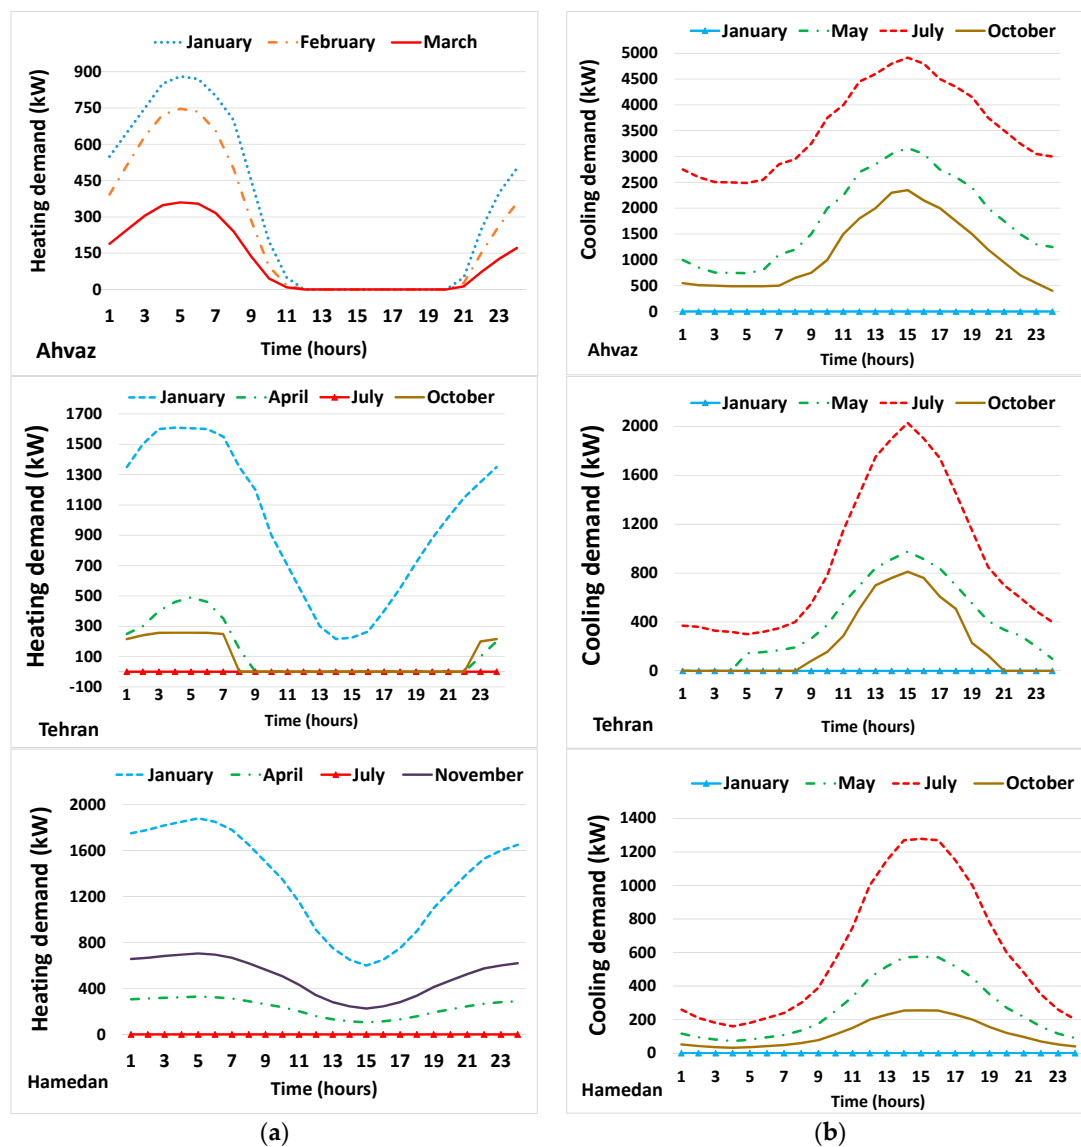 January February March
Heating demand (kW)
900
750
600
450
300
150
0
1 3 5 7 9 11 13 15 17 19 21 23
Time (hours)
Ahvaz
January May July October
Cooling demand (kW)
5000
4500
4000
3500
3000
2500
2000
1500
1000
500
0
1 3 5 7 9 11 13 15 17 19 21 23
Time (hours)
Ahvaz
January April July October
Heating demand (kW)
1700
1500
1300
1100
900
700
500
300
100
-100
1 3 5 7 9 11 13 15 17 19 21 23
Time (hours)
Tehran
January May July October
Cooling demand (kW)
2000
1600
1200
800
400
0
1 3 5 7 9 11 13 15 17 19 21 23
Time (hours)
Tehran
January April July November
Heating demand (kW)
2000
1600
1200
800
400
0
1 3 5 7 9 11 13 15 17 19 21 23
Time (hours)
Hamedan
January May July October
Cooling demand (kW)
1400
1200
1000
800
600
400
200
0
1 3 5 7 9 11 13 15 17 19 21 23
Time (hours)
Hamedan
(a) (b)